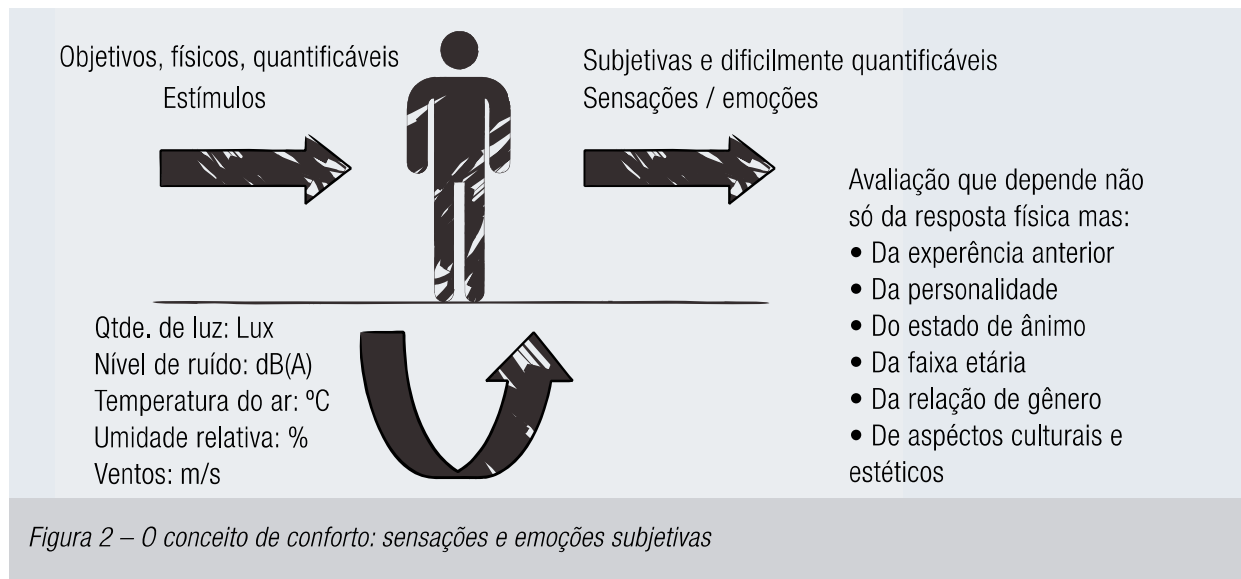 Objetivos, físicos, quantificáveis
Estímulos
Subjetivas e dificilmente quantificáveis
Sensações / emoções
Avaliação que depende não
só da resposta física mas:
• Da experência anterior
• Da personalidade
• Do estado de ânimo
• Da faixa etária
• Da relação de gênero
• De aspéctos culturais e
estéticos
Qtde. de luz: Lux
Nível de ruído: dB(A)
Temperatura do ar: ºC
Umidade relativa: %
Ventos: m/s
Figura 2 – O conceito de conforto: sensações e emoções subjetivas